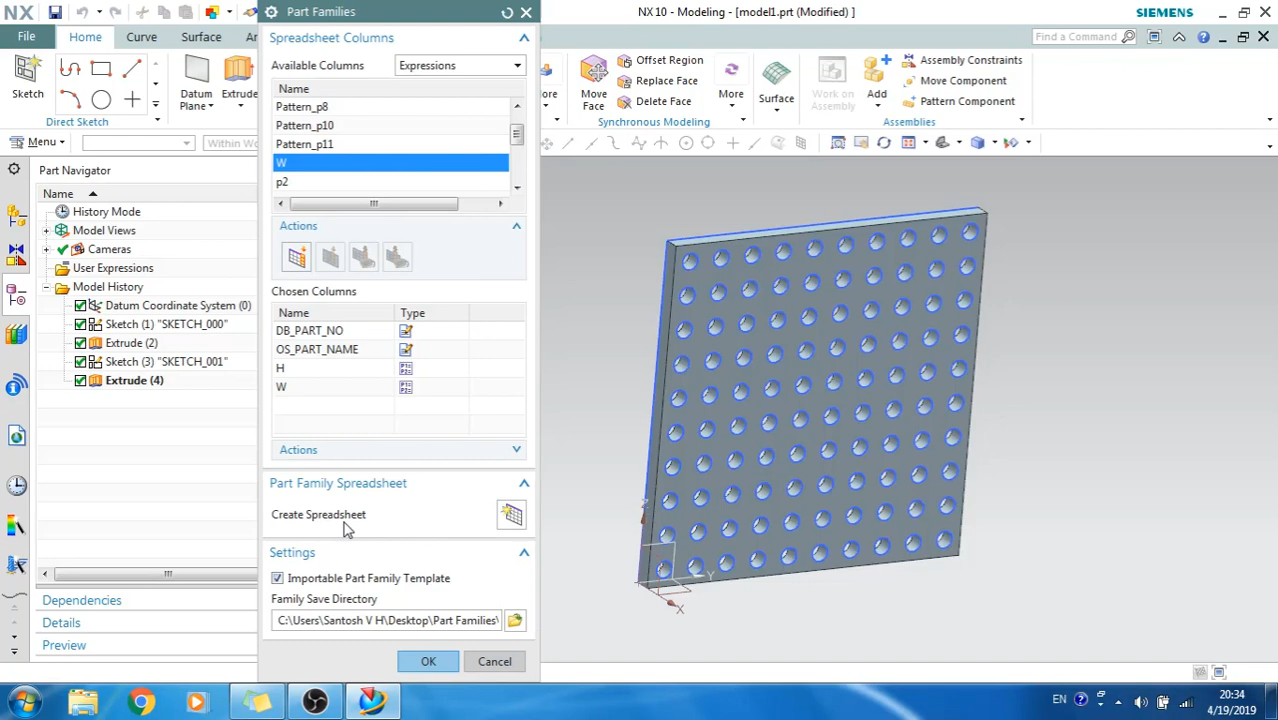 NX
Part Families
NX 10 - Modeling - [model1.prt (Modified) ]
SIEMENS
File
Home
Curve
Surface
Find a Command
Sketch
Datum
Plane
Extrude
Direct Sketch
Move
Face
Offset Region
Replace Face
Delete Face
More
Synchronous Modeling
Surface
Work on
Assembly
Add
Assembly Constraints
Move Component
Pattern Component
Assemblies
Menu
Within Wo
Part Navigator
Name
History Mode
Model Views
Cameras
User Expressions
Model History
Datum Coordinate System (0)
Sketch (1) "SKETCH_000"
Extrude (2)
Sketch (3) "SKETCH_001"
Extrude (4)
Dependencies
Details
Preview
Spreadsheet Columns
Available Columns
Expressions
Name
Pattern_p8
Pattern_p10
Pattern_p11
W
p2
Actions
Chosen Columns
Name
Type
DB_PART_NO
OS_PART_NAME
H
W
Actions
Part Family Spreadsheet
Create Spreadsheet
Settings
Importable Part Family Template
Family Save Directory
C:\Users\Santosh V H\Desktop\Part Families\
OK
Cancel
Z
Y
X
EN
20:34
4/19/2019